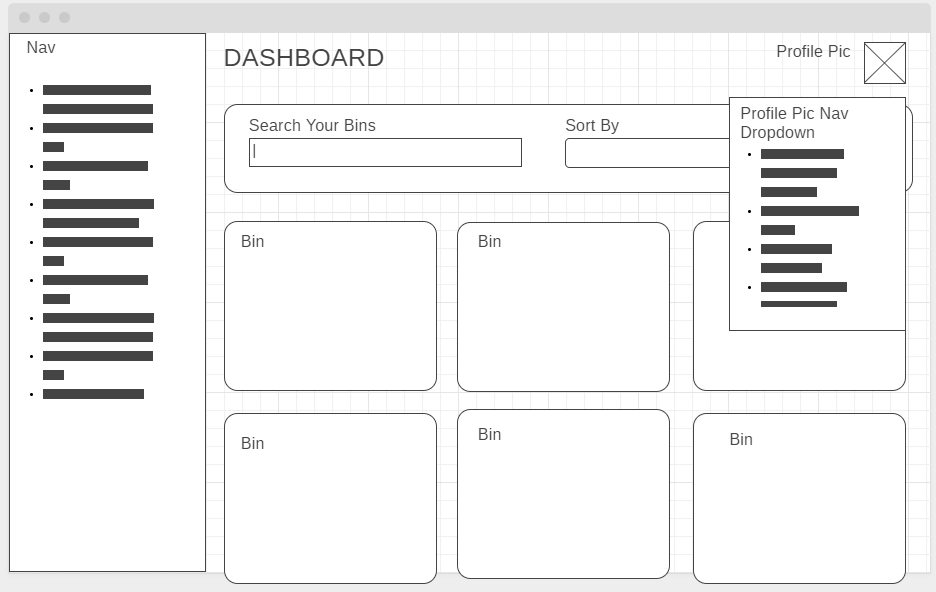 Nav
DASHBOARD
Profile Pic
Search Your Bins
Sort By
Profile Pic Nav
Dropdown
Bin
Bin
Bin
Bin
Bin